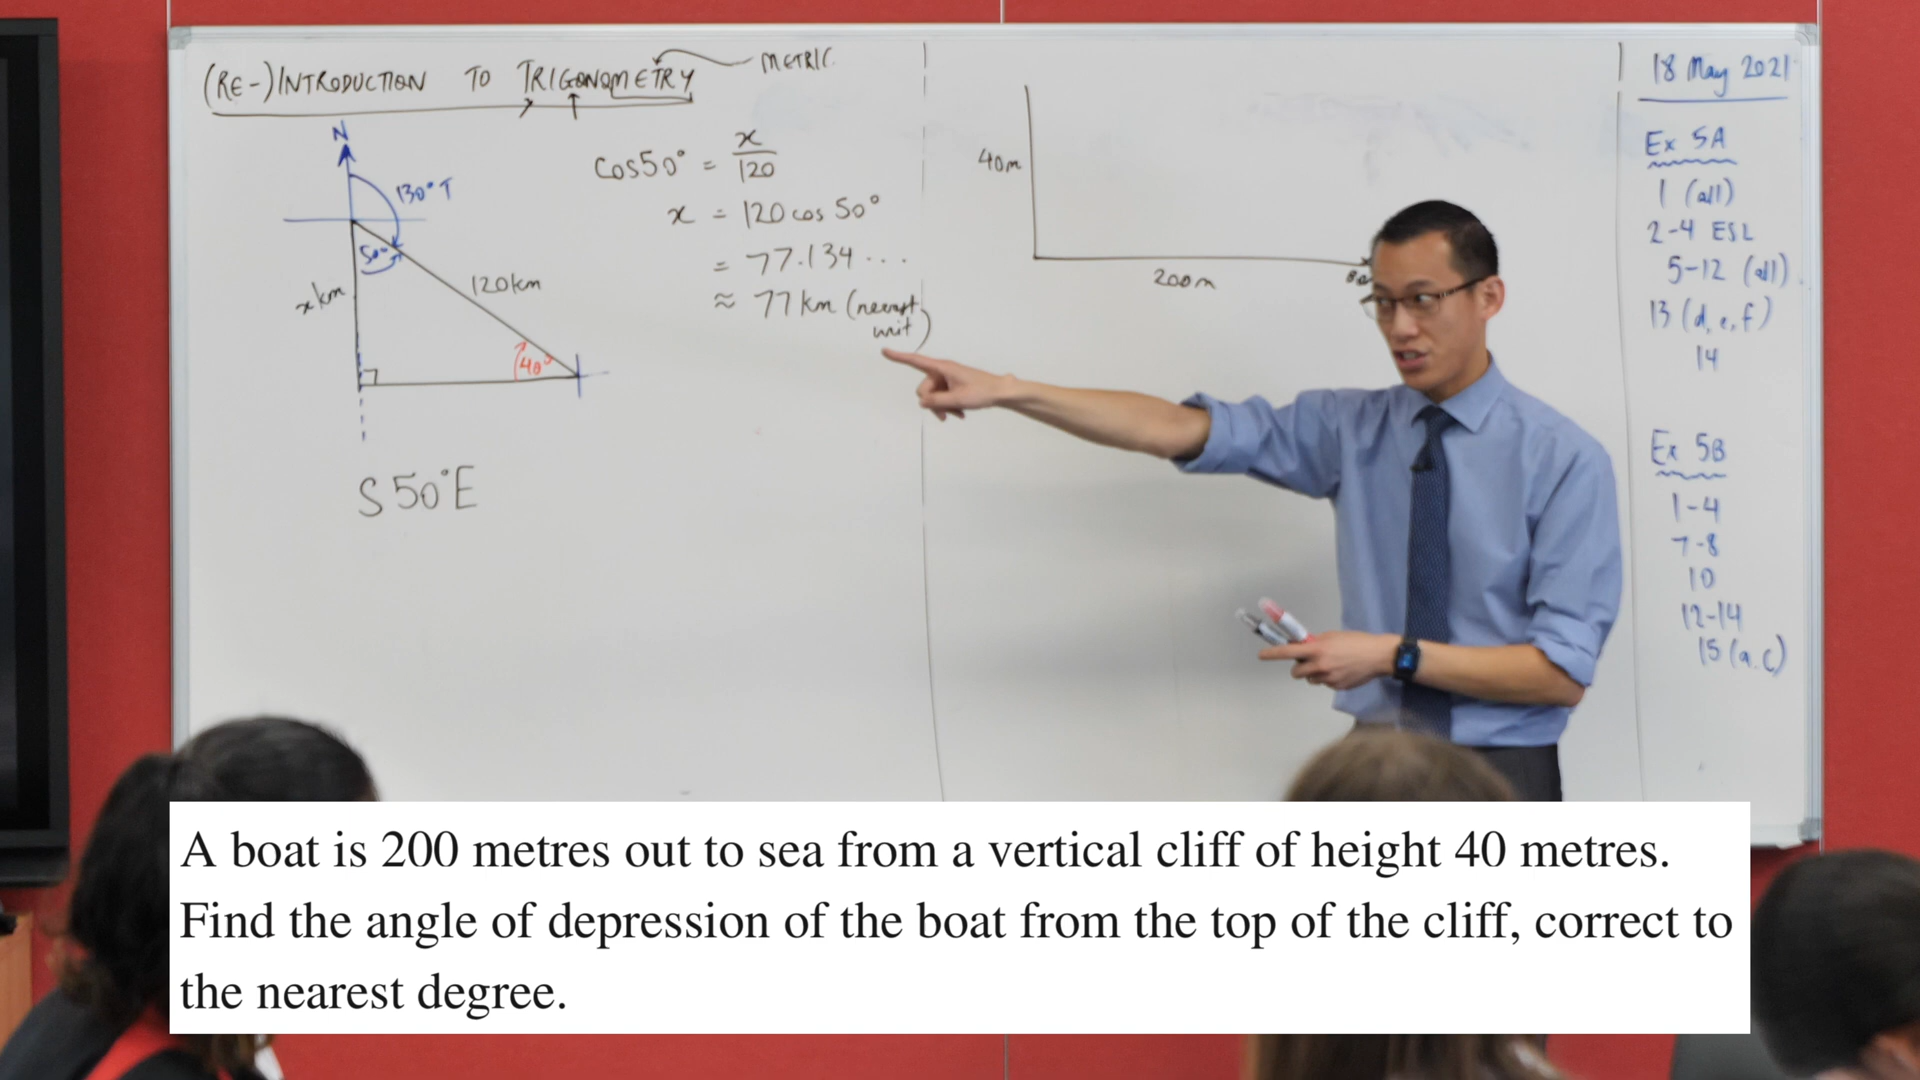 (RE-)INTRODUCTION TO TRIGONOMETRY
METRIC
N
130°T
50°
x km
120km
40°
S50°E
cos50° = x/120
x = 120 cos 50°
= 77.134...
≈ 77 km (nearest
unit)
40m
200m
18 May 2021
Ex 5A
1 (all)
2-4 ESL
5-12 (all)
13 (d, e, f)
14
Ex 5B
1-4
7-8
10
12-14
15 (a, c)
A boat is 200 metres out to sea from a vertical cliff of height 40 metres.
Find the angle of depression of the boat from the top of the cliff, correct to
the nearest degree.